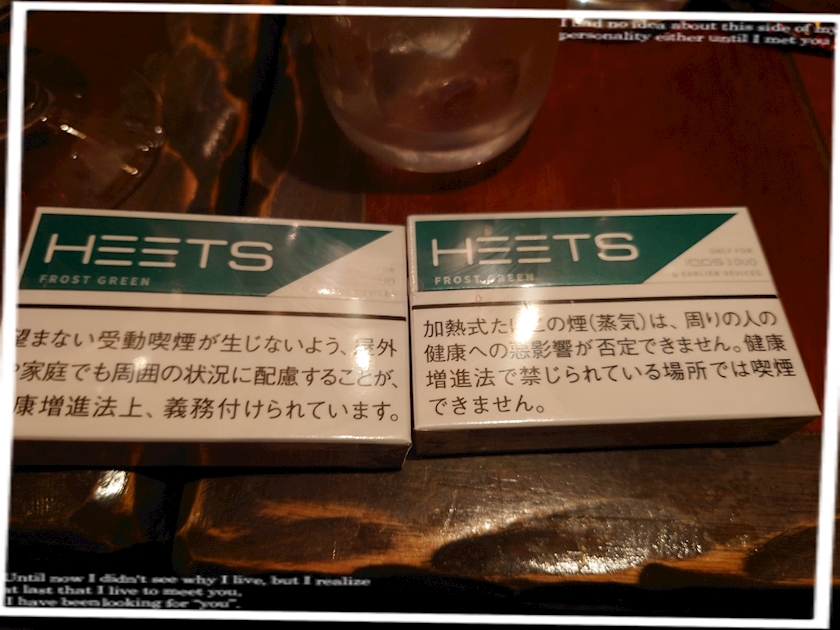 I had no idea about this side of my
personality either until I met you
HEETS
FROST GREEN
望まない受動喫煙が生じないよう、屋外
や家庭でも周囲の状況に配慮することが、
康増進法上、義務付けられています。
HEETS
FROST GREEN
ONLY FOR
IQOS 3 DUO
& EARLIER DEVICES
加熱式たばこの煙(蒸気)は、周りの人の
健康への悪影響が否定できません。健康
増進法で禁じられている場所では喫煙
できません。
Until now I didn't see why I live, but I realize
at last that I live to meet you,
I have been looking for "you".